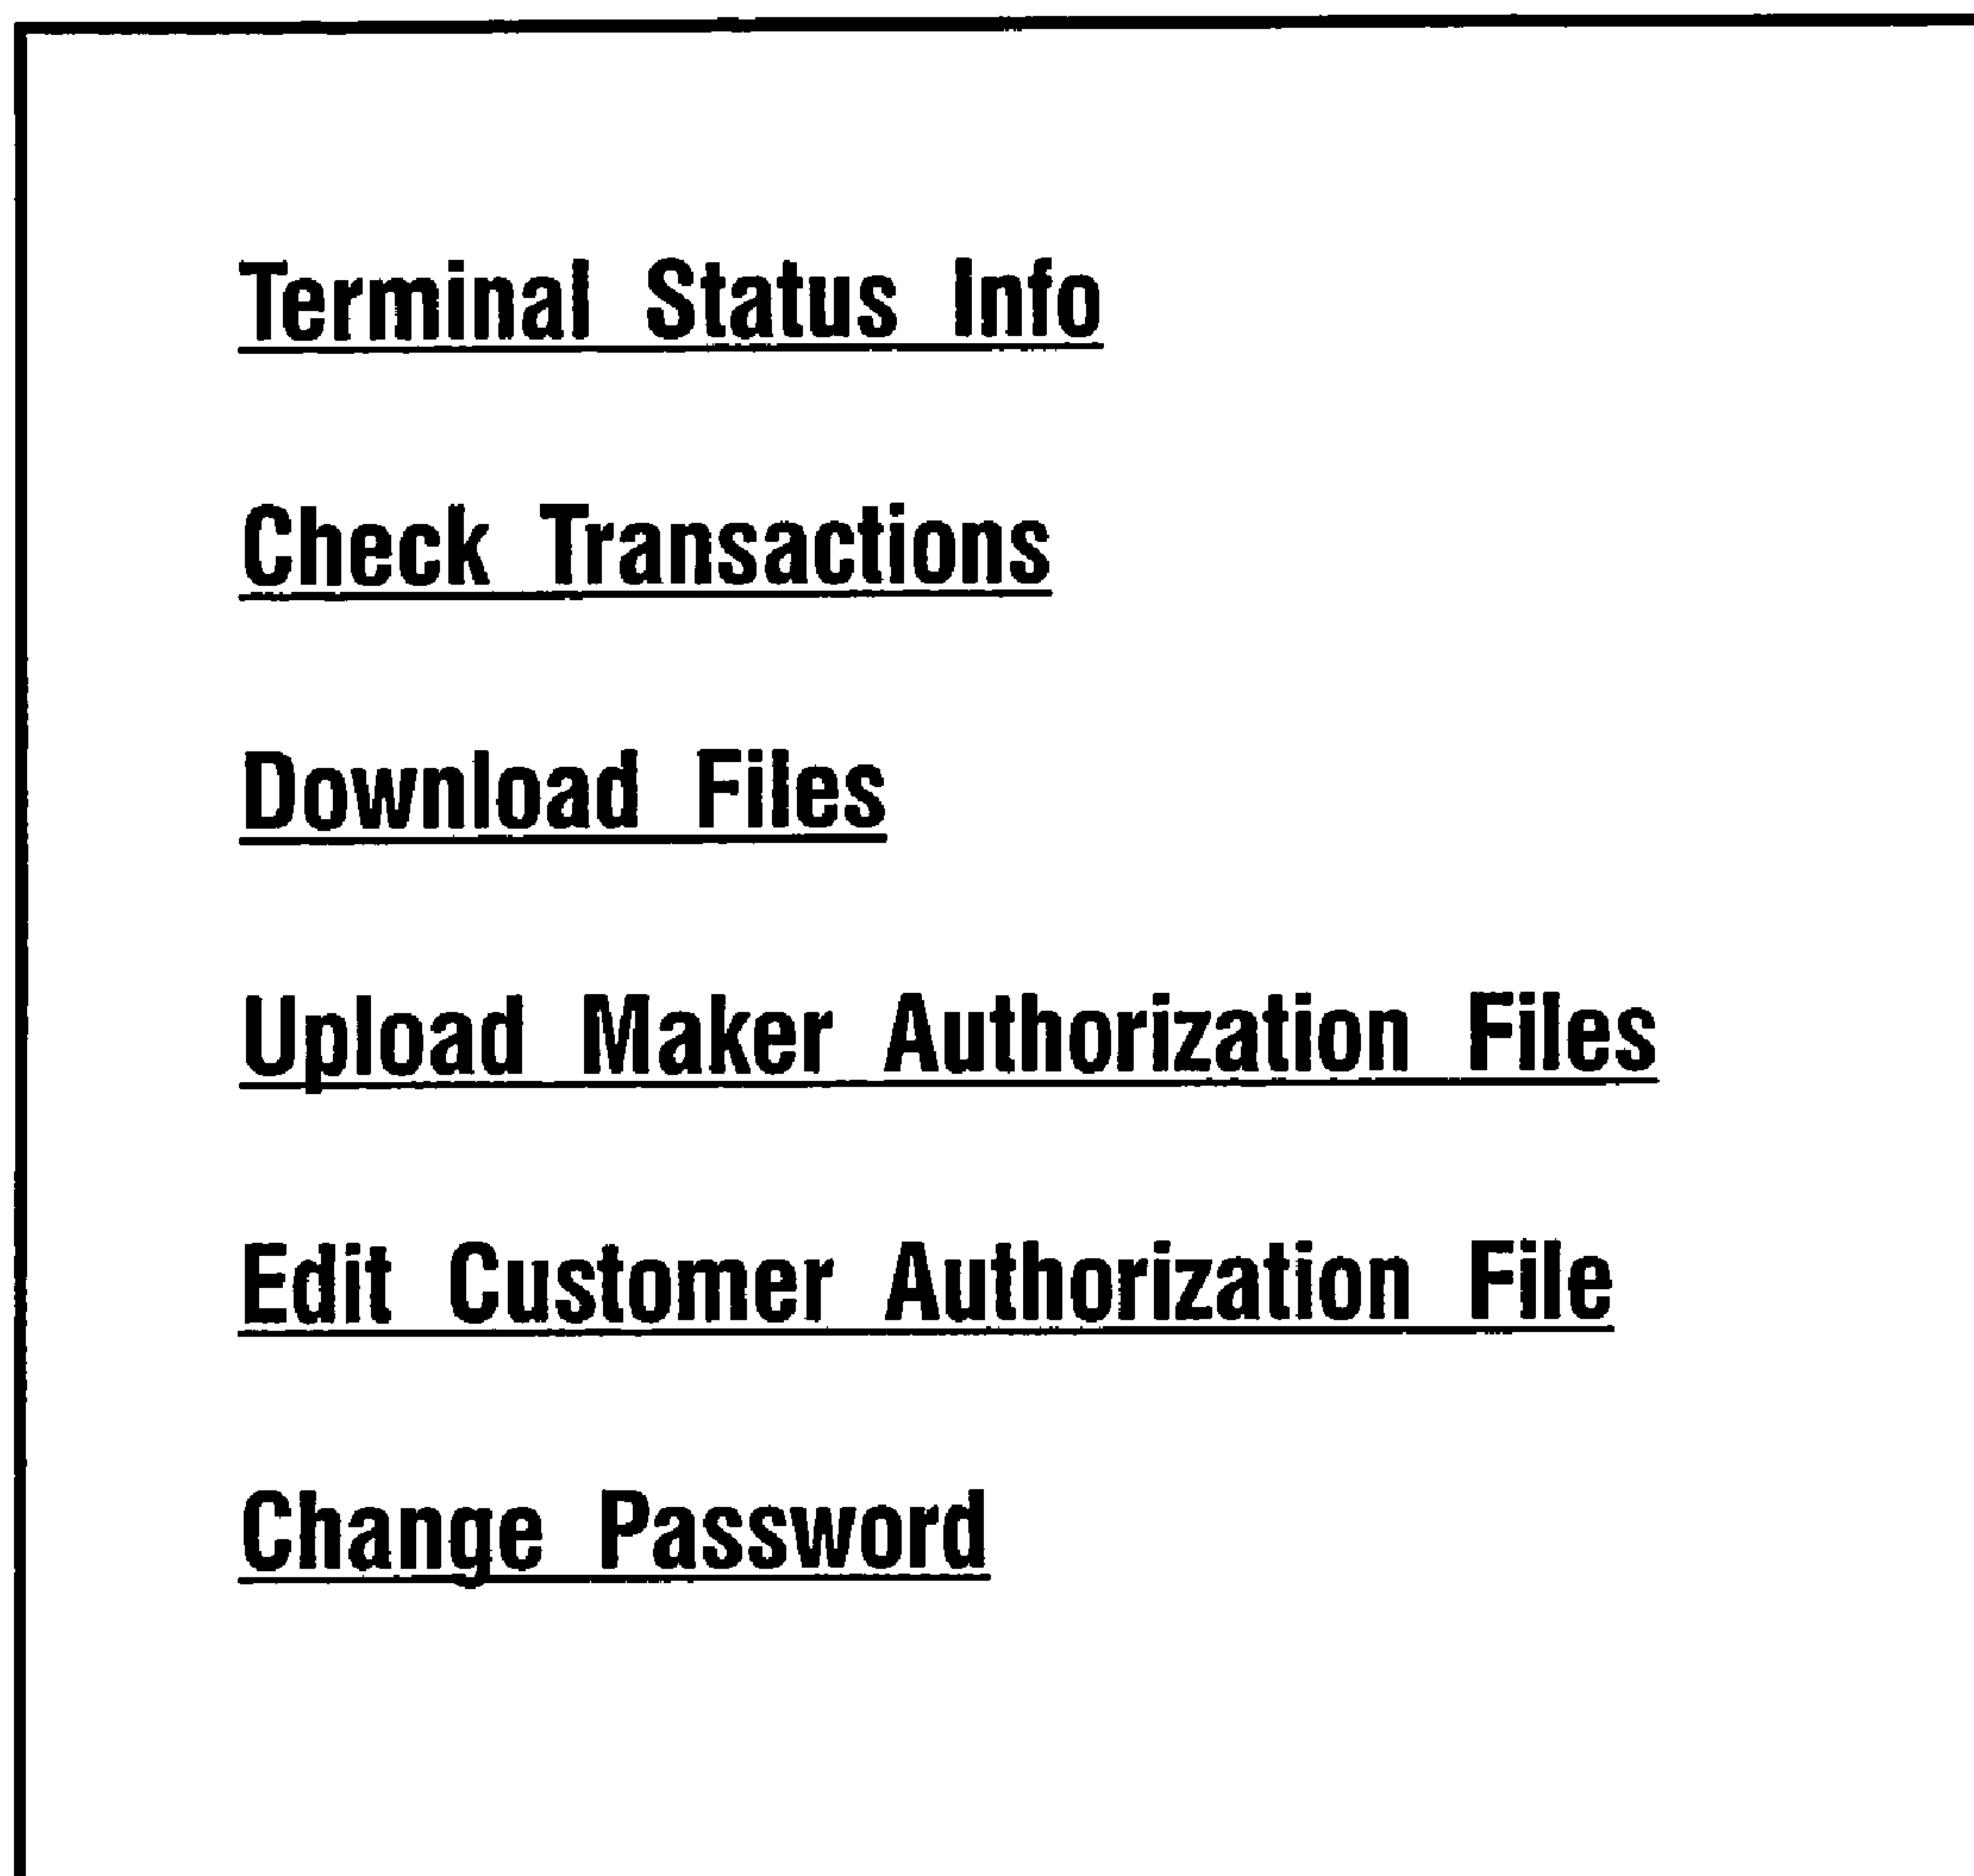 Terminal Status Info
Check Transactions
Download Files
Upload Maker Authorization Files
Edit Customer Authorization File
Change Password